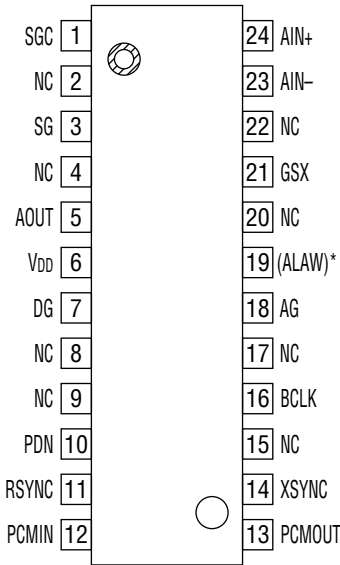 SGC 1 24 AIN+
NC 2 23 AIN–
SG 3 22 NC
NC 4 21 GSX
AOUT 5 20 NC
VDD 6 19 (ALAW)*
DG 7 18 AG
NC 8 17 NC
NC 9 16 BCLK
PDN 10 15 NC
RSYNC 11 14 XSYNC
PCMIN 12 13 PCMOUT